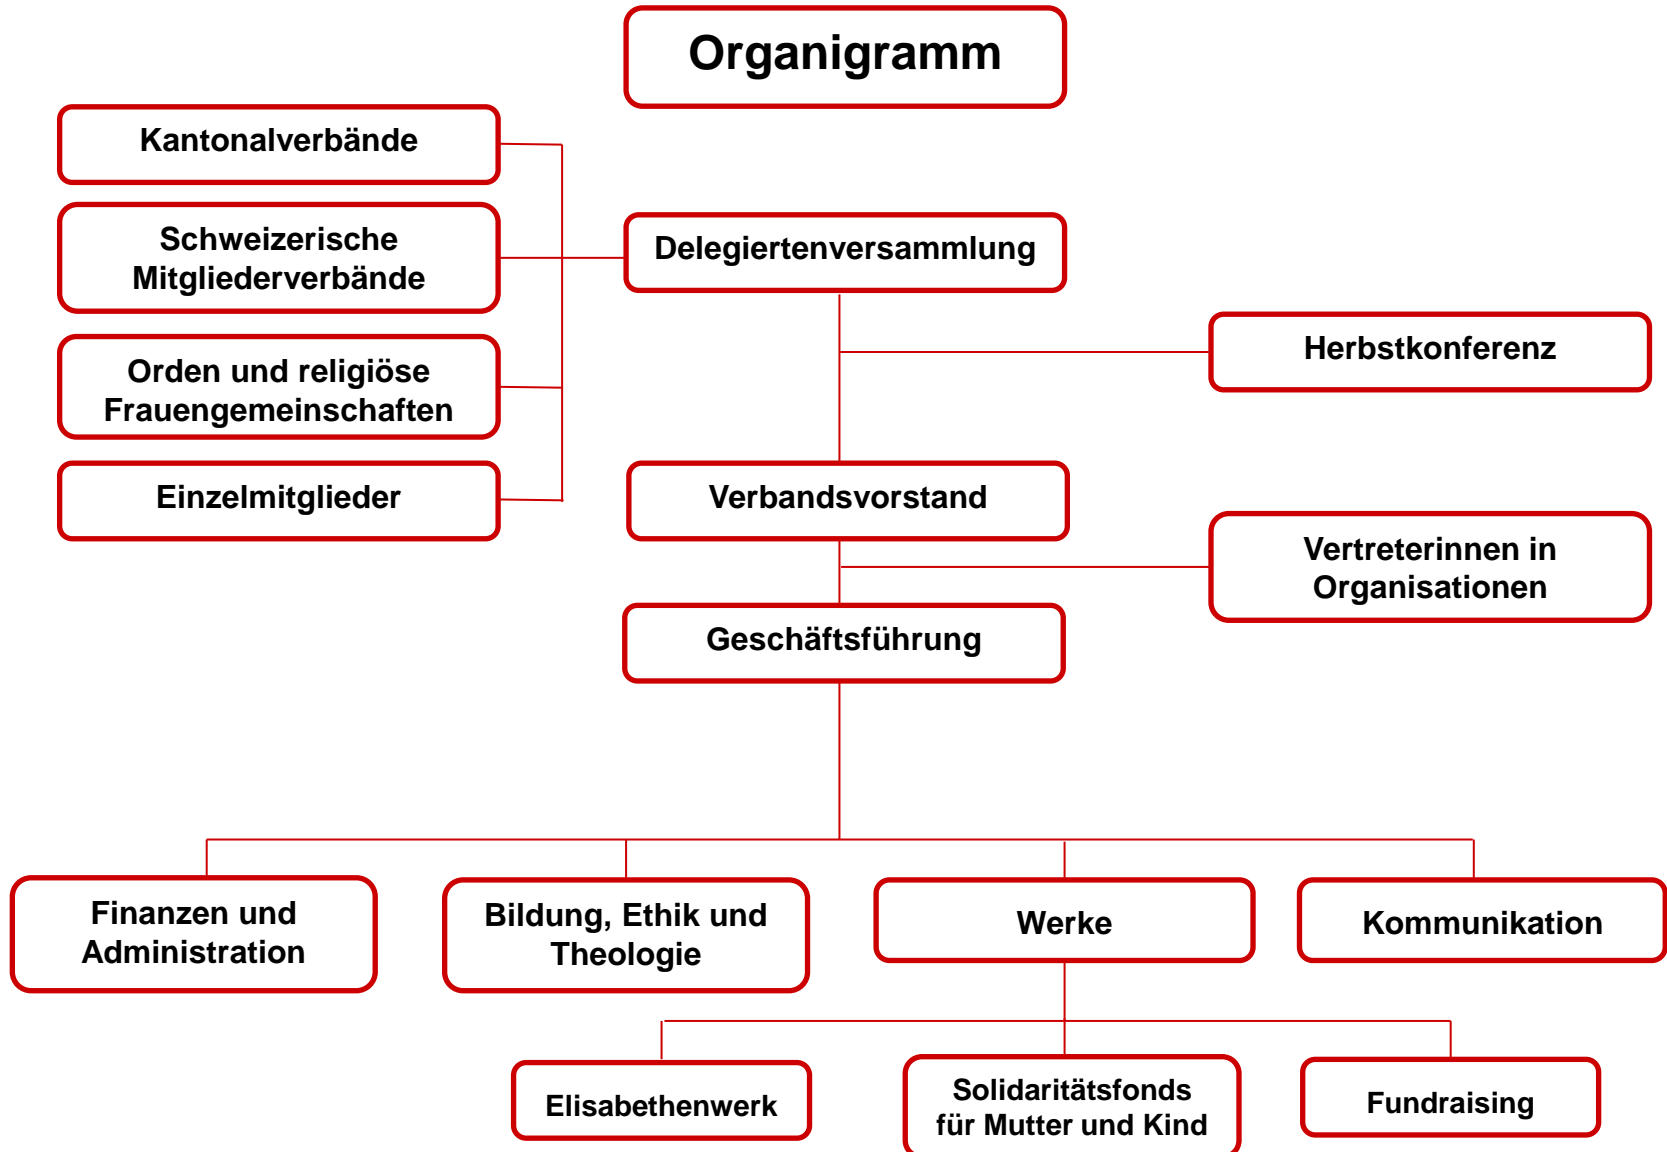 Organigramm
Kantonalverbände
Schweizerische
Mitgliederverbände
Delegiertenversammlung
Herbstkonferenz
Orden und religiöse
Frauengemeinschaften
Einzelmitglieder
Verbandsvorstand
Vertreterinnen in
Organisationen
Geschäftsführung
Finanzen und
Administration
Bildung, Ethik und
Theologie
Werke
Kommunikation
Elisabethenwerk
Solidaritätsfonds
für Mutter und Kind
Fundraising